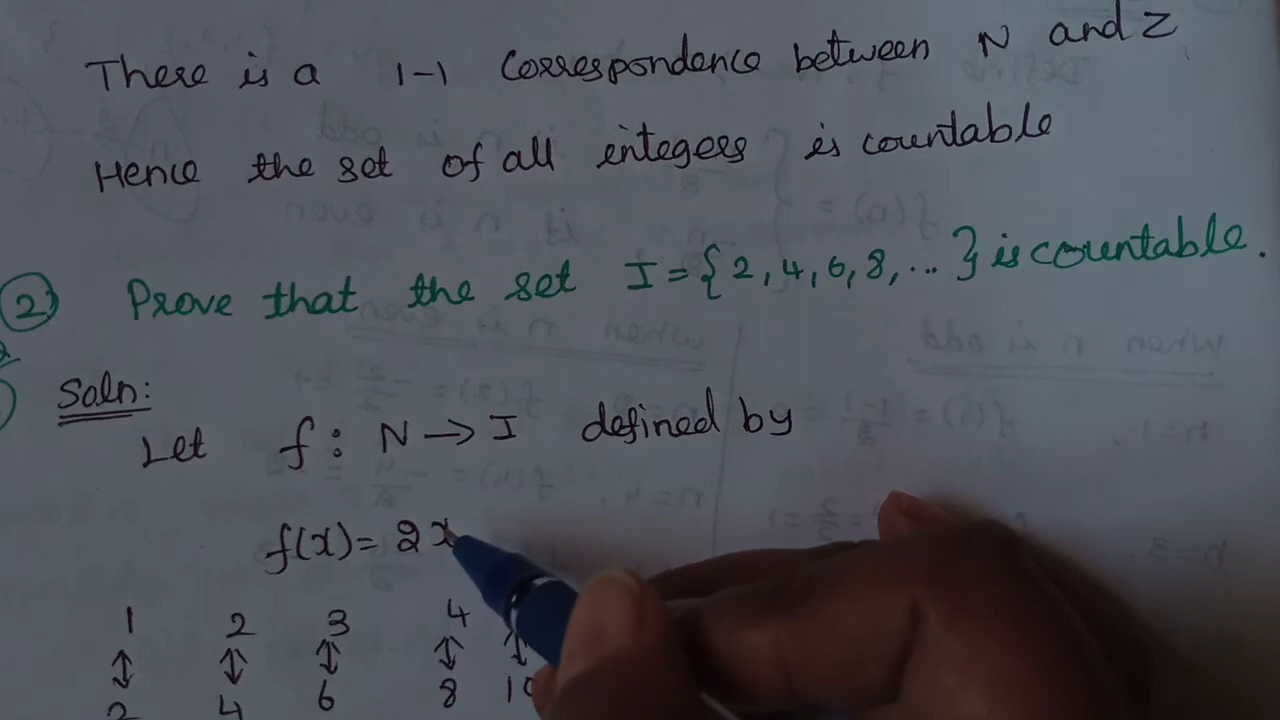 There is a 1-1 Correspondence between N and Z
Hence the set of all integers is countable
② Prove that the set I = {2, 4, 6, 8, ... } is countable.
Soln:
Let f : N → I defined by
f(x) = 2x
1 2 3 4
↕ ↕ ↕ ↕ ↕
2 4 6 8 10